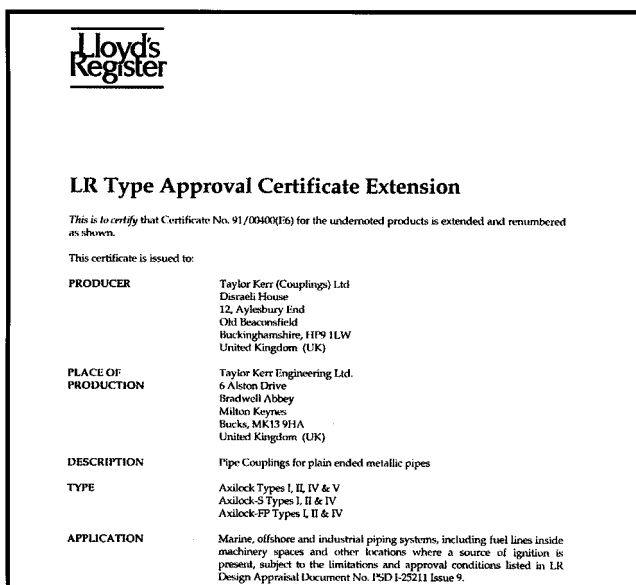 Lloyd's
Register
LR Type Approval Certificate Extension
This is to certify that Certificate No. 91/00400(E6) for the undernoted products is extended and renumbered
as shown.
This certificate is issued to:
PRODUCER Taylor Kerr (Couplings) Ltd
Disraeli House
12, Aylesbury End
Old Beaconsfield
Buckinghamshire, HP9 1LW
United Kingdom (UK)
PLACE OF PRODUCTION Taylor Kerr Engineering Ltd.
6 Alston Drive
Bradwell Abbey
Milton Keynes
Bucks, MK13 9HA
United Kingdom (UK)
DESCRIPTION Pipe Couplings for plain ended metallic pipes
TYPE Axilock Types I, II, IV & V
Axilock-S Types I, II & IV
Axilock-FP Types I, II & IV
APPLICATION Marine, offshore and industrial piping systems, including fuel lines inside
machinery spaces and other locations where a source of ignition is
present, subject to the limitations and approval conditions listed in LR
Design Appraisal Document No. PSD I-25211 Issue 9.